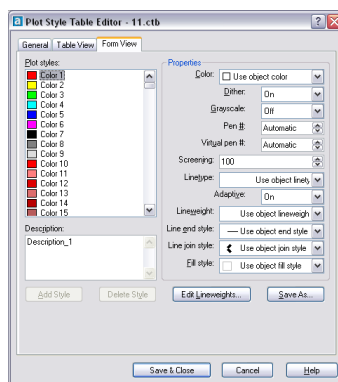 Plot Style Table Editor - 11.ctb
General
Table View
Form View
Plot styles:
Color 1
Color 2
Color 3
Color 4
Color 5
Color 6
Color 7
Color 8
Color 9
Color 10
Color 11
Color 12
Color 13
Color 14
Color 15
Description:
Description_1
Add Style
Delete Style
Properties
Color:
Use object color
Dither:
On
Grayscale:
Off
Pen #:
Automatic
Virtual pen #:
Automatic
Screening:
100
Linetype:
Use object linety
Adaptive:
On
Lineweight:
Use object lineweigh
Line end style:
Use object end style
Line join style:
Use object join style
Fill style:
Use object fill style
Edit Lineweights...
Save As...
Save & Close
Cancel
Help